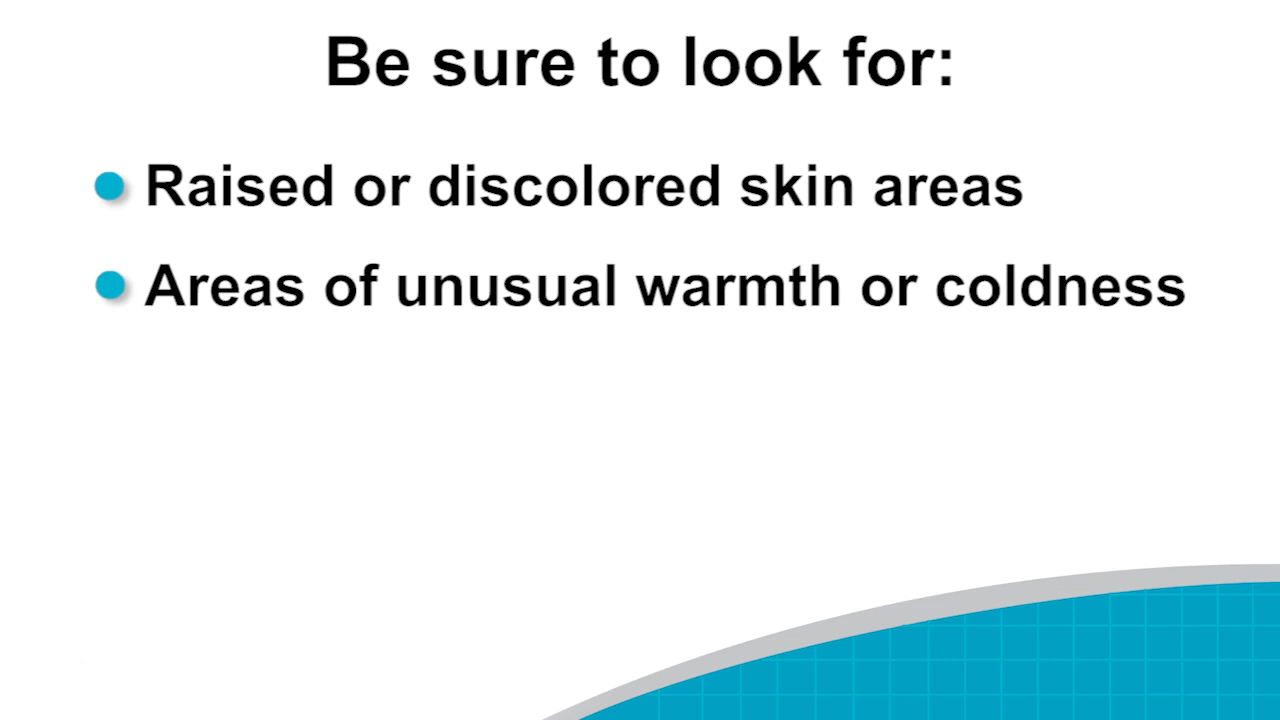 Be sure to look for:
Raised or discolored skin areas
Areas of unusual warmth or coldness